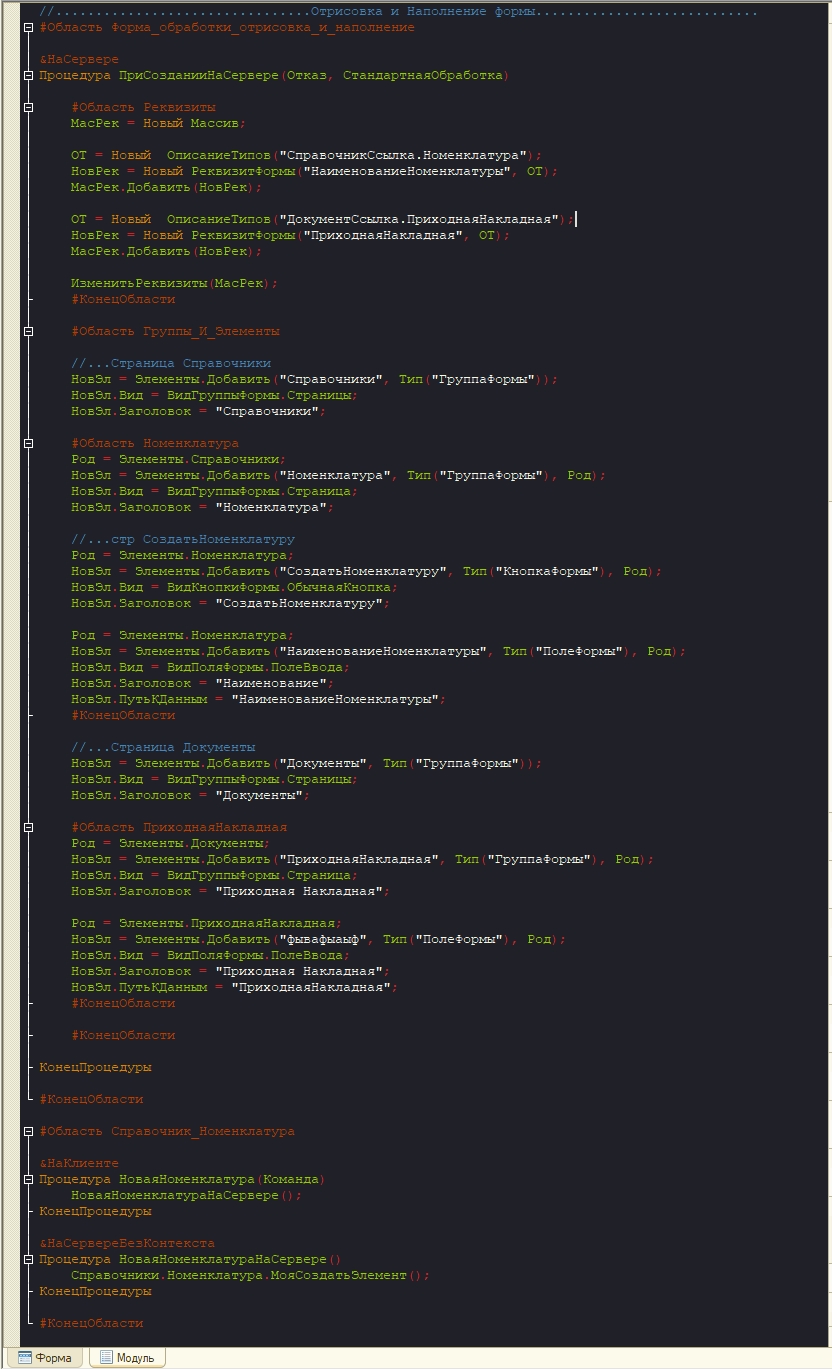 //................................Отрисовка и Наполнение формы............................
#Область Форма_обработки_отрисовка_и_наполнение
&НаСервере
Процедура ПриСозданииНаСервере(Отказ, СтандартнаяОбработка)
#Область Реквизиты
МасРек = Новый Массив;
ОТ = Новый  ОписаниеТипов("СправочникСсылка.Номенклатура");
НовРек = Новый РеквизитФормы("НаименованиеНоменклатуры", ОТ);
МасРек.Добавить(НовРек);
ОТ = Новый  ОписаниеТипов("ДокументСсылка.ПриходнаяНакладная");
НовРек = Новый РеквизитФормы("ПриходнаяНакладная", ОТ);
МасРек.Добавить(НовРек);
ИзменитьРеквизиты(МасРек);
#КонецОбласти
#Область Группы_И_Элементы
//...Страница Справочники
НовЭл = Элементы.Добавить("Справочники", Тип("ГруппаФормы"));
НовЭл.Вид = ВидГруппыФормы.Страницы;
НовЭл.Заголовок = "Справочники";
#Область Номенклатура
Род = Элементы.Справочники;
НовЭл = Элементы.Добавить("Номенклатура", Тип("ГруппаФормы"), Род);
НовЭл.Вид = ВидГруппыФормы.Страница;
НовЭл.Заголовок = "Номенклатура";
//...стр СоздатьНоменклатуру
Род = Элементы.Номенклатура;
НовЭл = Элементы.Добавить("СоздатьНоменклатуру", Тип("КнопкаФормы"), Род);
НовЭл.Вид = ВидКнопкиФормы.ОбычнаяКнопка;
НовЭл.Заголовок = "СоздатьНоменклатуру";
Род = Элементы.Номенклатура;
НовЭл = Элементы.Добавить("НаименованиеНоменклатуры", Тип("ПолеФормы"), Род);
НовЭл.Вид = ВидПоляФормы.ПолеВвода;
НовЭл.Заголовок = "Наименование";
НовЭл.ПутьКДанным = "НаименованиеНоменклатуры";
#КонецОбласти
//...Страница Документы
НовЭл = Элементы.Добавить("Документы", Тип("ГруппаФормы"));
НовЭл.Вид = ВидГруппыФормы.Страницы;
НовЭл.Заголовок = "Документы";
#Область ПриходнаяНакладная
Род = Элементы.Документы;
НовЭл = Элементы.Добавить("ПриходнаяНакладная", Тип("ГруппаФормы"), Род);
НовЭл.Вид = ВидГруппыФормы.Страница;
НовЭл.Заголовок = "Приходная Накладная";
Род = Элементы.ПриходнаяНакладная;
НовЭл = Элементы.Добавить("фывафыаыф", Тип("ПолеФормы"), Род);
НовЭл.Вид = ВидПоляФормы.ПолеВвода;
НовЭл.Заголовок = "Приходная Накладная";
НовЭл.ПутьКДанным = "ПриходнаяНакладная";
#КонецОбласти
#КонецОбласти
КонецПроцедуры
#КонецОбласти
#Область Справочник_Номенклатура
&НаКлиенте
Процедура НоваяНоменклатура(Команда)
НоваяНоменклатураНаСервере();
КонецПроцедуры
&НаСервереБезКонтекста
Процедура НоваяНоменклатураНаСервере()
Справочники.Номенклатура.МояСоздатьЭлемент();
КонецПроцедуры
#КонецОбласти
Форма Модуль